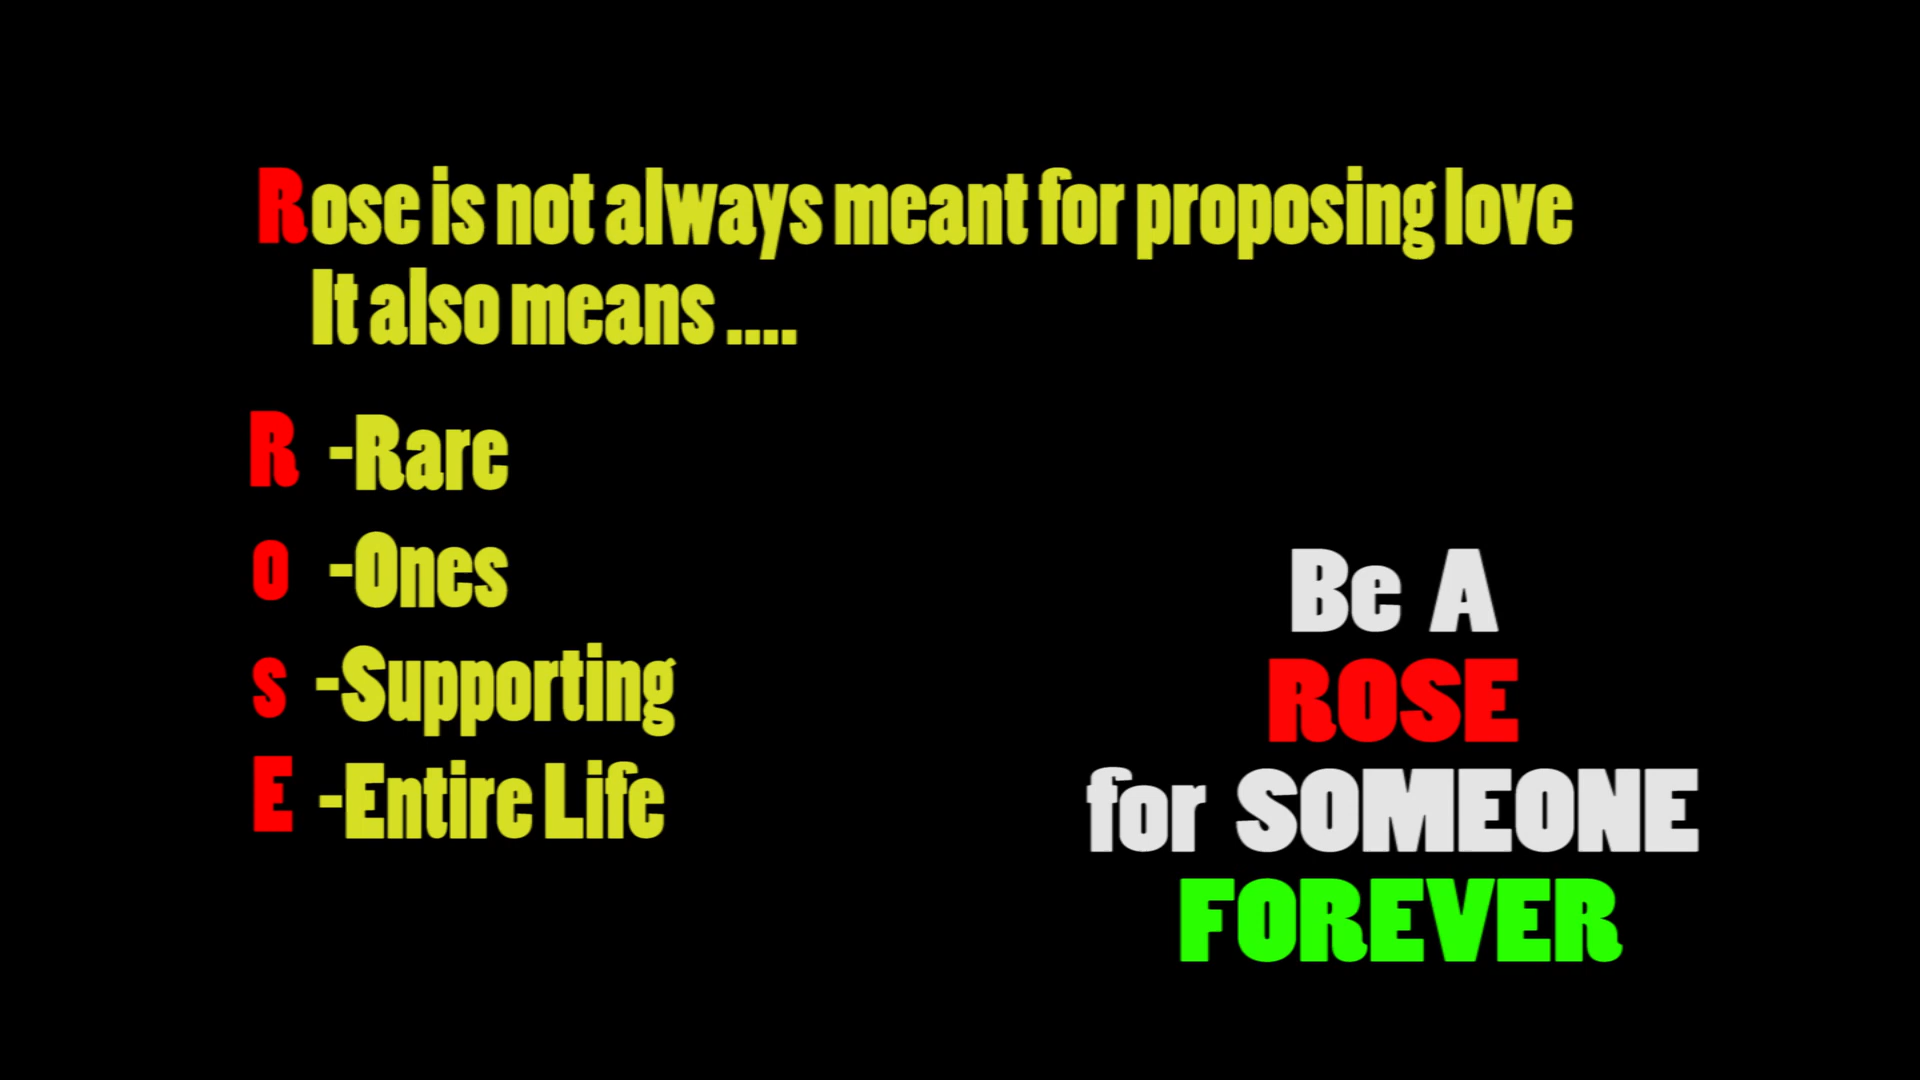 Rose is not always meant for proposing love
It also means ....
R -Rare
o -Ones
s -Supporting
E -Entire Life
Be A
ROSE
for SOMEONE
FOREVER